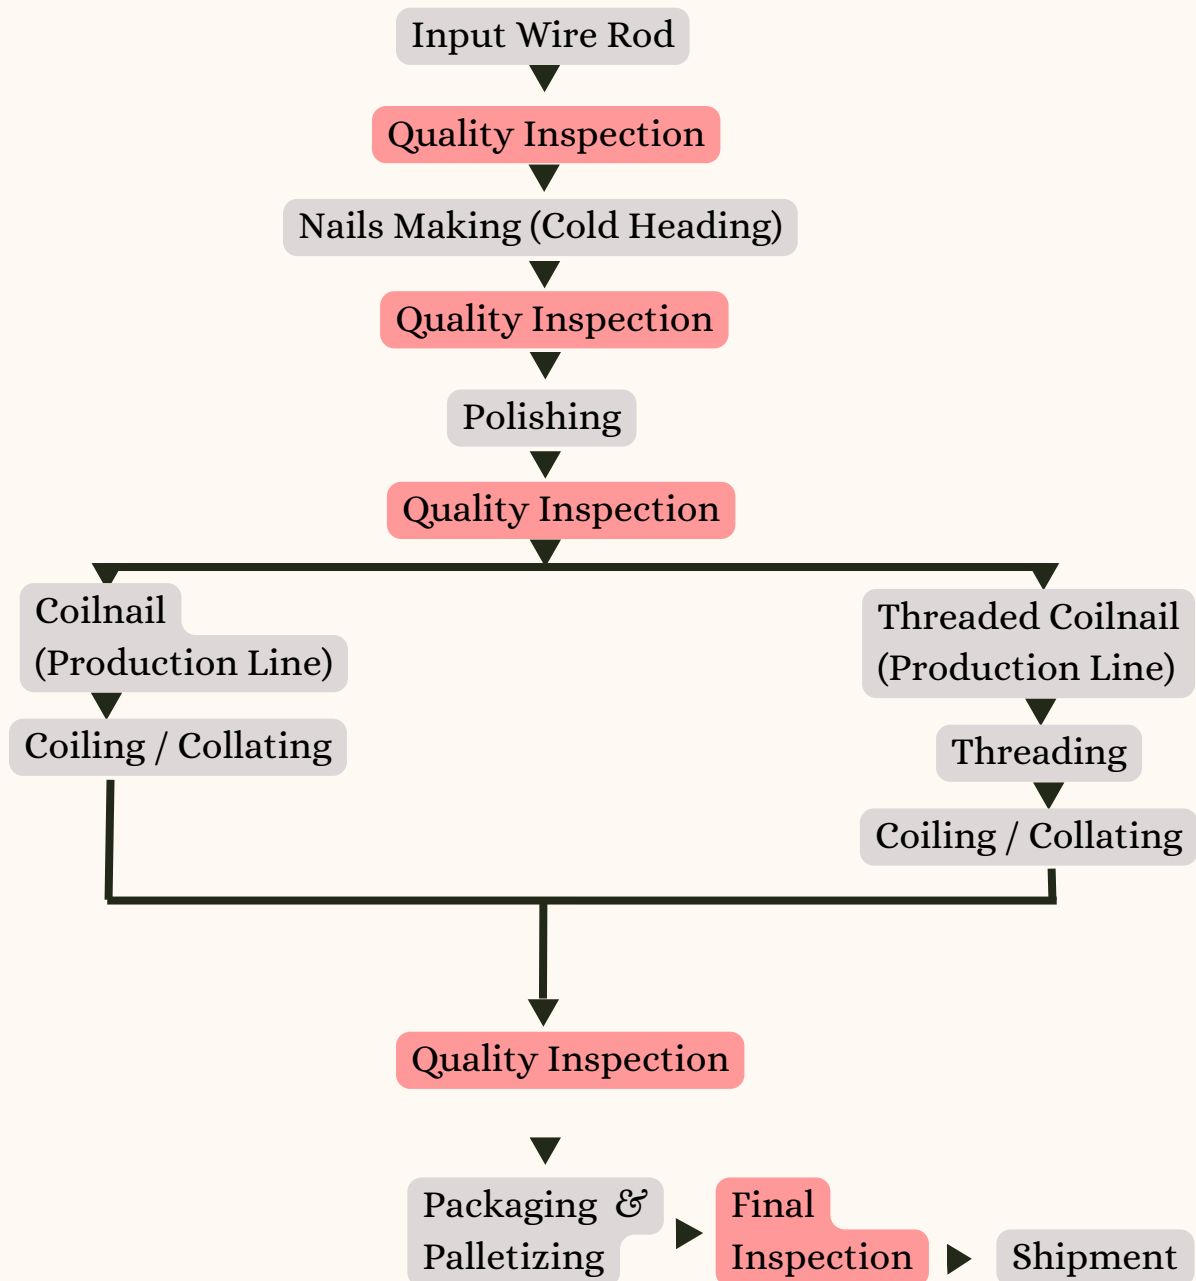 Input Wire Rod
Quality Inspection
Nails Making (Cold Heading)
Quality Inspection
Polishing
Quality Inspection
Coilnail
(Production Line)
Coiling / Collating
Threaded Coilnail
(Production Line)
Threading
Coiling / Collating
Quality Inspection
Packaging &
Palletizing
Final
Inspection
Shipment